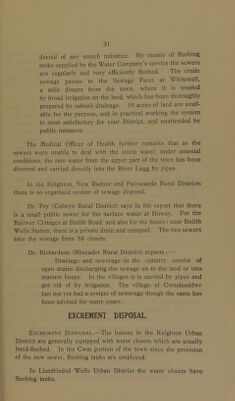 31
devoid of any stench nuisance. By means of flushing
tanks supplied by the Water Company's service the sewers
are regularly and very efficiently flushed. The crude
sewage passes to the Sewage Farm at Whitewall,
a mile distant from the town, where it is treated
by broad irrigation on the land, which has been thoroughly
prepared by subsoil drainage. 16 acres of land are avail-
able for the purpose, and in practical working the system
is most satisfactory for your District, and unattended by
public nuisance.
The Medical Officer of Health further remarks that as the
sewers were unable to deal with the storm water, under unusual
conditions, the rain water from the upper part of the town has been
diverted and carried directly into the River Lugg by pipes.
In the Knighton, New Radnor and Painscastle Rural Districts
there is no organised system of sewage disposal.
Dr. Fry (Colwyn Rural District) says in his report that there
is a small public sewer for the surface water at Howey. For the
Railway Cottages at Builth Road, and also for the houses near Builth
Wells Station, there is a private drain and cesspool. The two sewers
take the sewage from 58 closets.
Dr. Richardson (Rhayader Rural District) reports :—
Drainage and sewerage in the country consist of
open drains discharging the sewage on to the land or into
manure heaps. In the villages it is carried by pipes and
got rid of by irrigation. The village of Cwmdeuddwr
has not yet had a system of sewerage though the same has
been advised for many years.
EXCREMENT DISPOSAL.
EXCREMENT DISPOSAL.—The houses in the Knighton Urban
District are generally equipped with water closets which are usually
hand-flushed. In the Cwm portion of the town since the provision
of the new sewer, flushing tanks are employed.
In Llandrindod Wells Urban District the water closets have
flushing tanks.